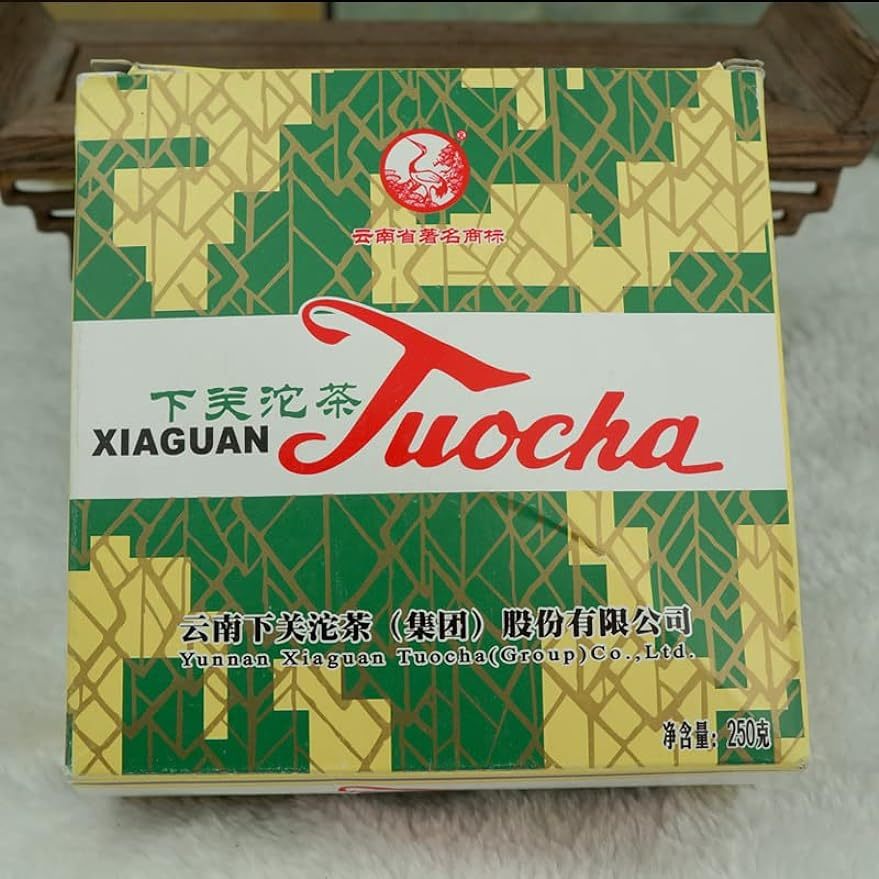 云南省著名商标
下关沱茶
XIAGUAN Tuocha
云南下关沱茶（集团）股份有限公司
Yunnan Xiaguan Tuocha(Group)Co.,Ltd.
净含量：250克